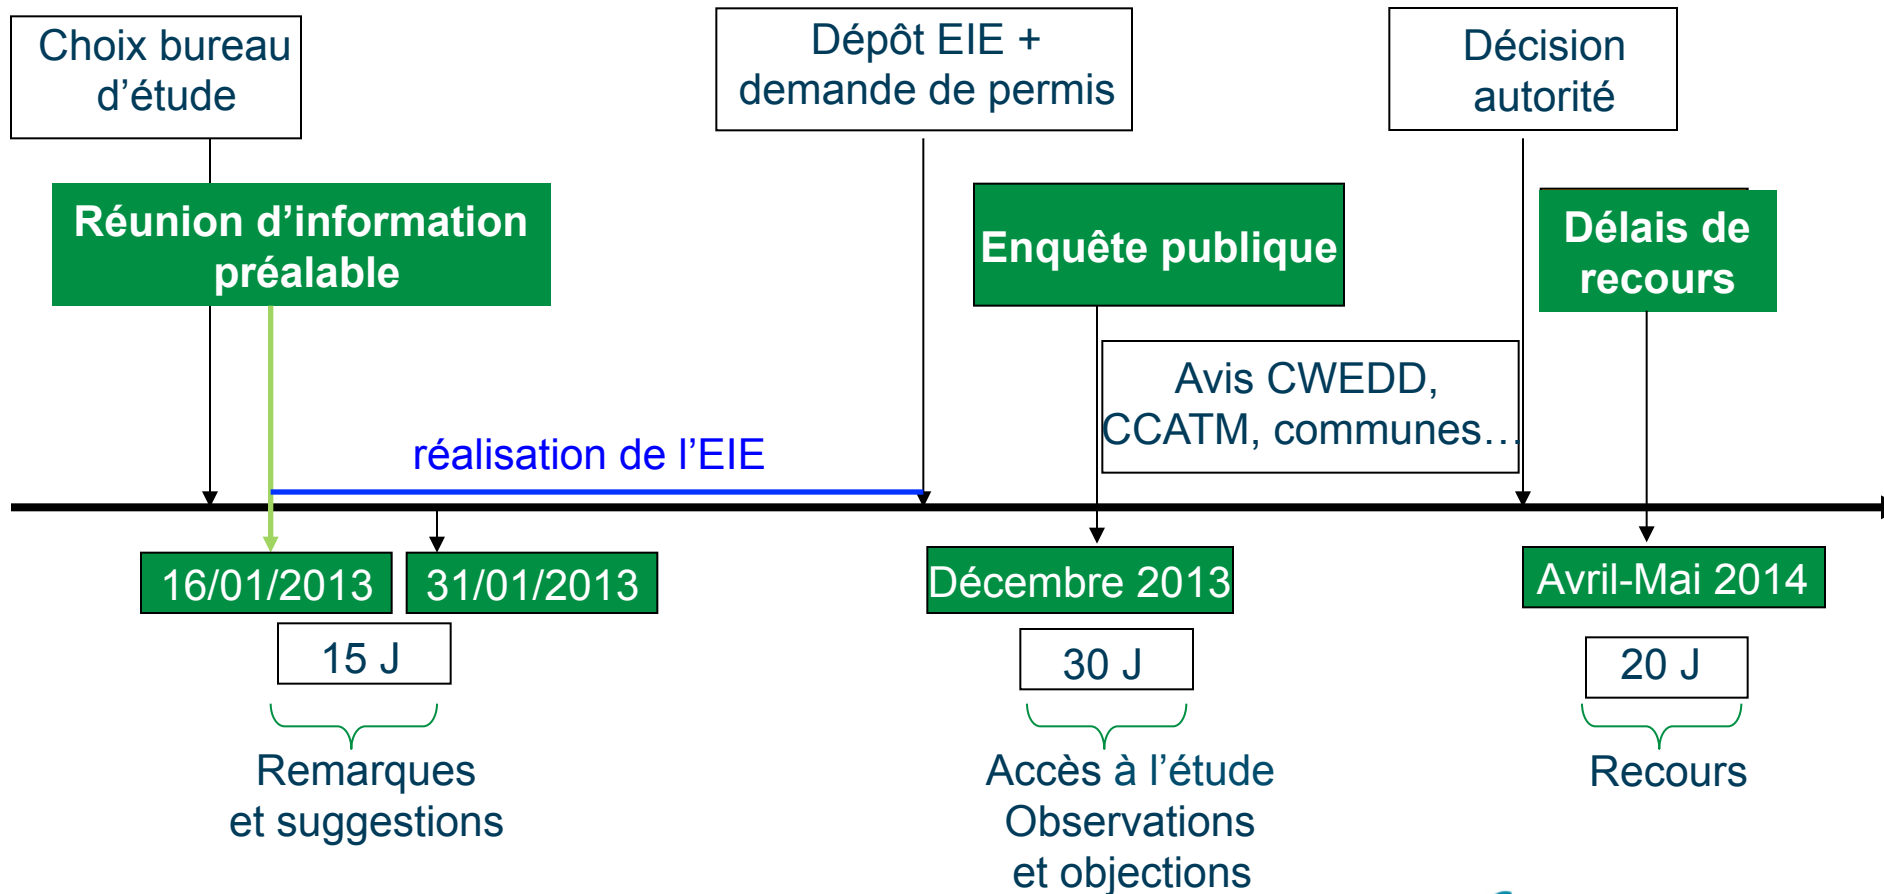 Choix bureau
d’étude
Dépôt EIE +
demande de permis
Décision
autorité
Réunion d’information
préalable
Enquête publique
Délais de
recours
Avis CWEDD,
CCATM, communes…
réalisation de l’EIE
16/01/2013
31/01/2013
Décembre 2013
Avril-Mai 2014
15 J
30 J
20 J
Remarques
et suggestions
Accès à l’étude
Observations
et objections
Recours